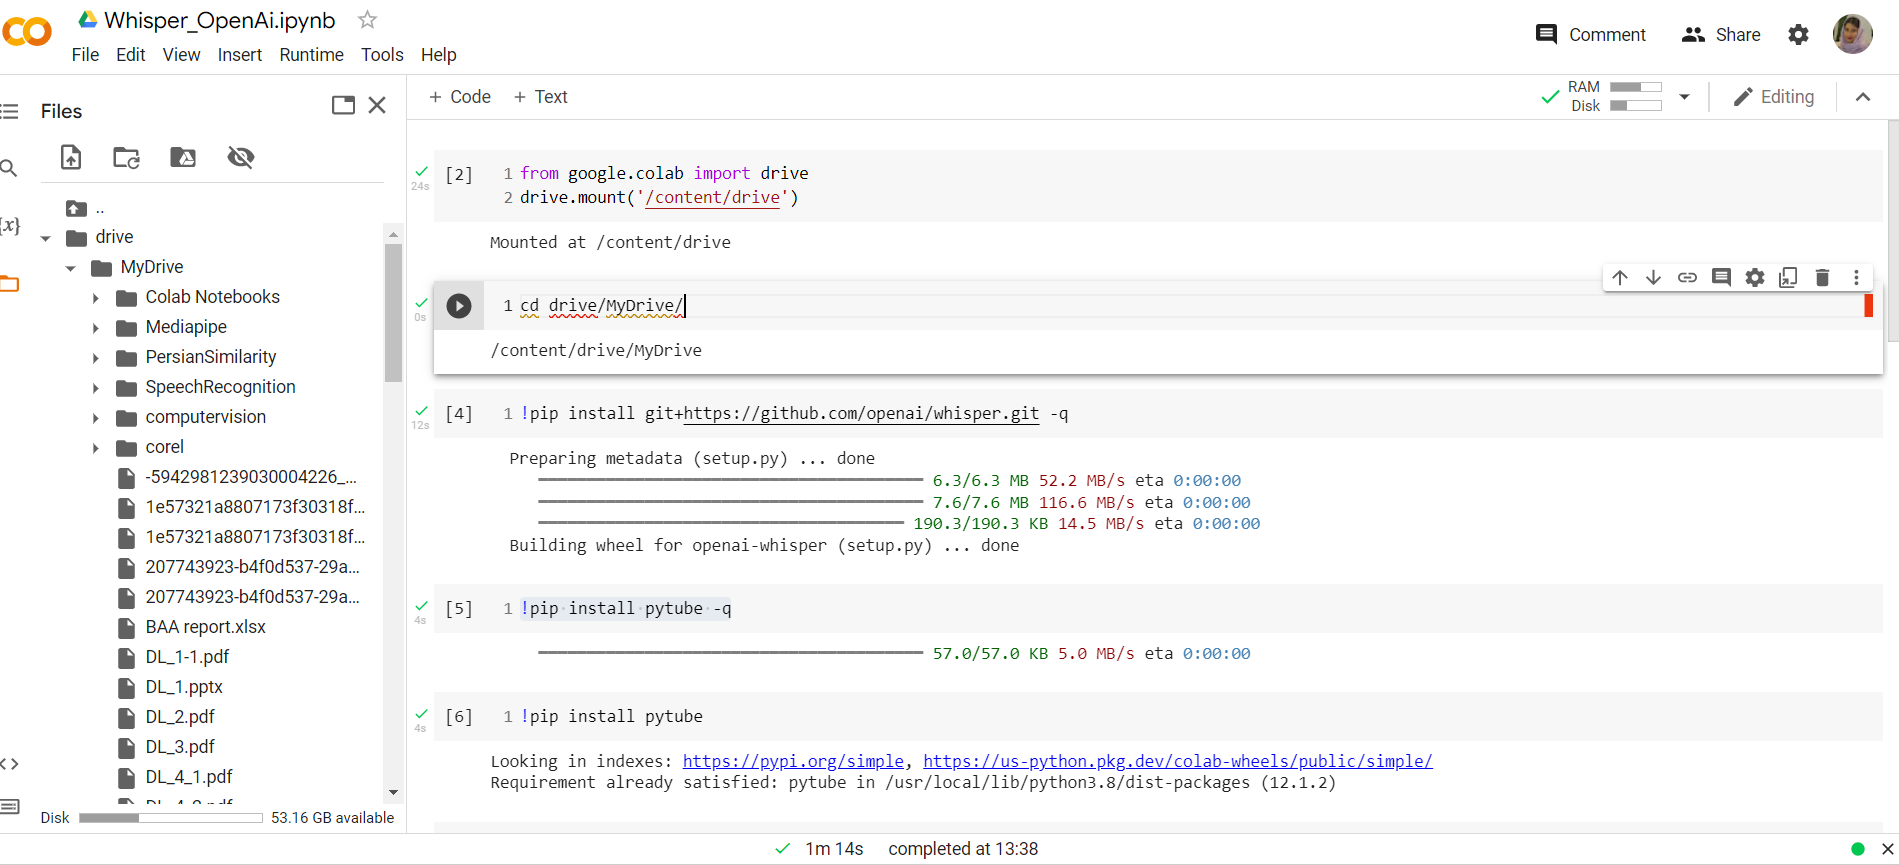 Whisper_OpenAi.ipynb
File Edit View Insert Runtime Tools Help
Comment Share
Files
+ Code + Text
RAM
Disk
Editing
..
drive
MyDrive
Colab Notebooks
Mediapipe
PersianSimilarity
SpeechRecognition
computervision
corel
-5942981239030004226_...
1e57321a8807173f30318f...
1e57321a8807173f30318f...
207743923-b4f0d537-29a...
207743923-b4f0d537-29a...
BAA report.xlsx
DL_1-1.pdf
DL_1.pptx
DL_2.pdf
DL_3.pdf
DL_4_1.pdf
Disk 53.16 GB available
{x}
24s [2] 1 from google.colab import drive
2 drive.mount('/content/drive')
Mounted at /content/drive
0s 1 cd drive/MyDrive/
/content/drive/MyDrive
12s [4] 1 !pip install git+https://github.com/openai/whisper.git -q
Preparing metadata (setup.py) ... done
6.3/6.3 MB 52.2 MB/s eta 0:00:00
7.6/7.6 MB 116.6 MB/s eta 0:00:00
190.3/190.3 KB 14.5 MB/s eta 0:00:00
Building wheel for openai-whisper (setup.py) ... done
4s [5] 1 !pip install pytube -q
57.0/57.0 KB 5.0 MB/s eta 0:00:00
4s [6] 1 !pip install pytube
Looking in indexes: https://pypi.org/simple, https://us-python.pkg.dev/colab-wheels/public/simple/
Requirement already satisfied: pytube in /usr/local/lib/python3.8/dist-packages (12.1.2)
1m 14s completed at 13:38